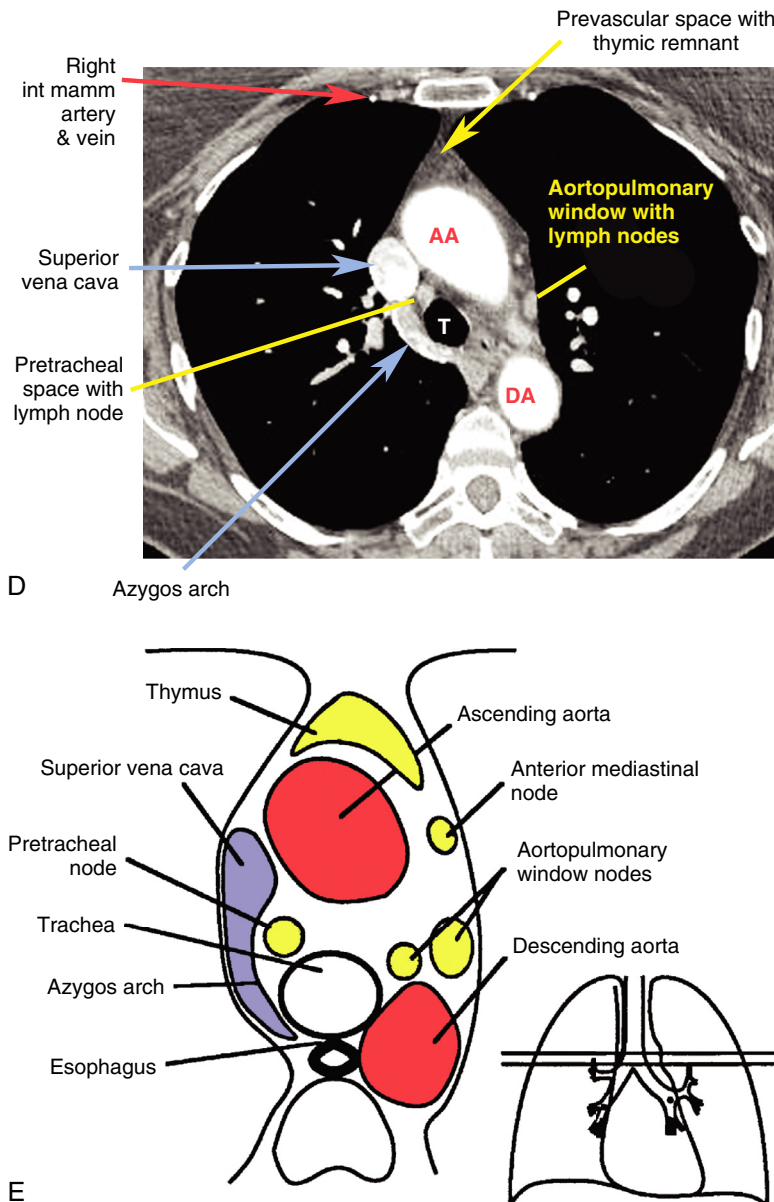 Prevascular space with
thymic remnant
Right
int mamm
artery
& vein
Aortopulmonary
window with
lymph nodes
AA
Superior
vena cava
T
Pretracheal
space with
lymph node
DA
D
Azygos arch
Thymus
Ascending aorta
Superior vena cava
Anterior mediastinal
node
Pretracheal
node
Aortopulmonary
window nodes
Trachea
Descending aorta
Azygos arch
Esophagus
E